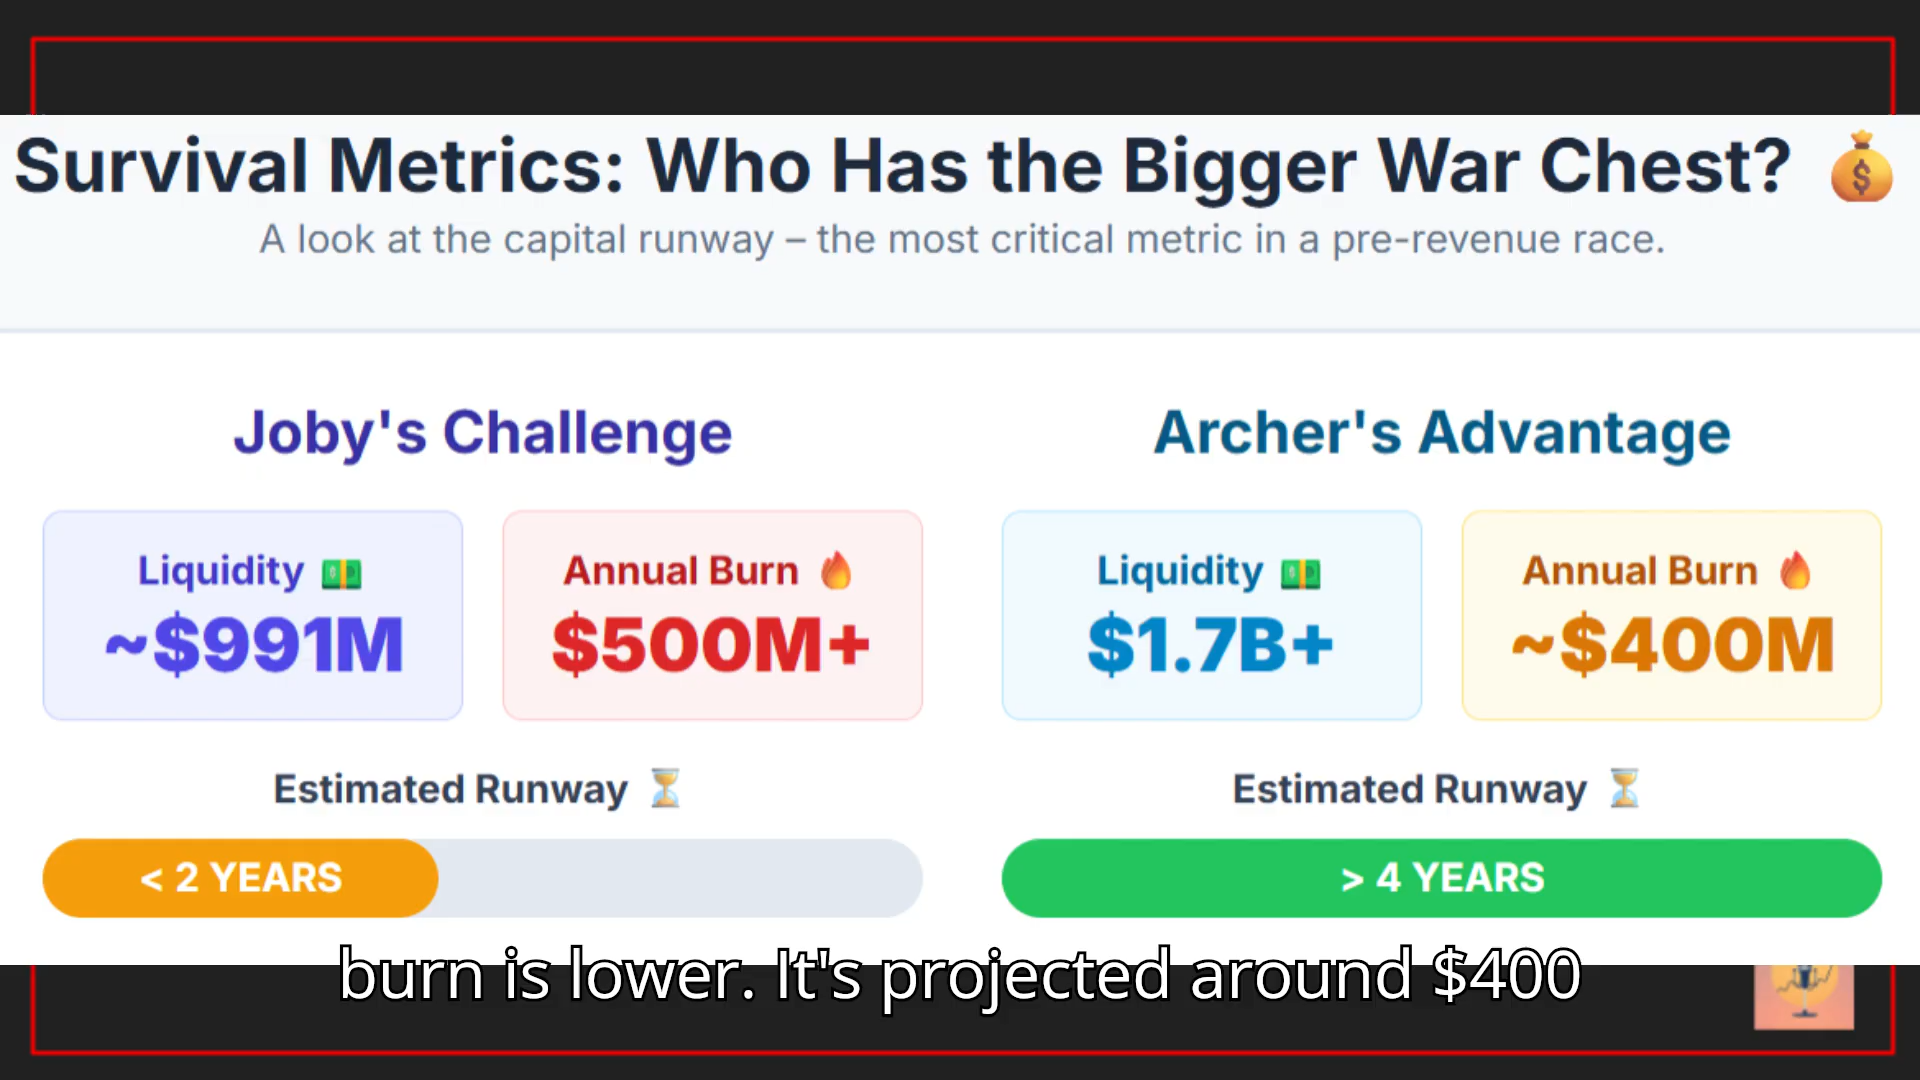 Survival Metrics: Who Has the Bigger War Chest? 💰
A look at the capital runway – the most critical metric in a pre-revenue race.
Joby's Challenge
Liquidity 💵
~$991M
Annual Burn 🔥
$500M+
Estimated Runway ⏳
< 2 YEARS
Archer's Advantage
Liquidity 💵
$1.7B+
Annual Burn 🔥
~$400M
Estimated Runway ⏳
> 4 YEARS
burn is lower. It's projected around $400